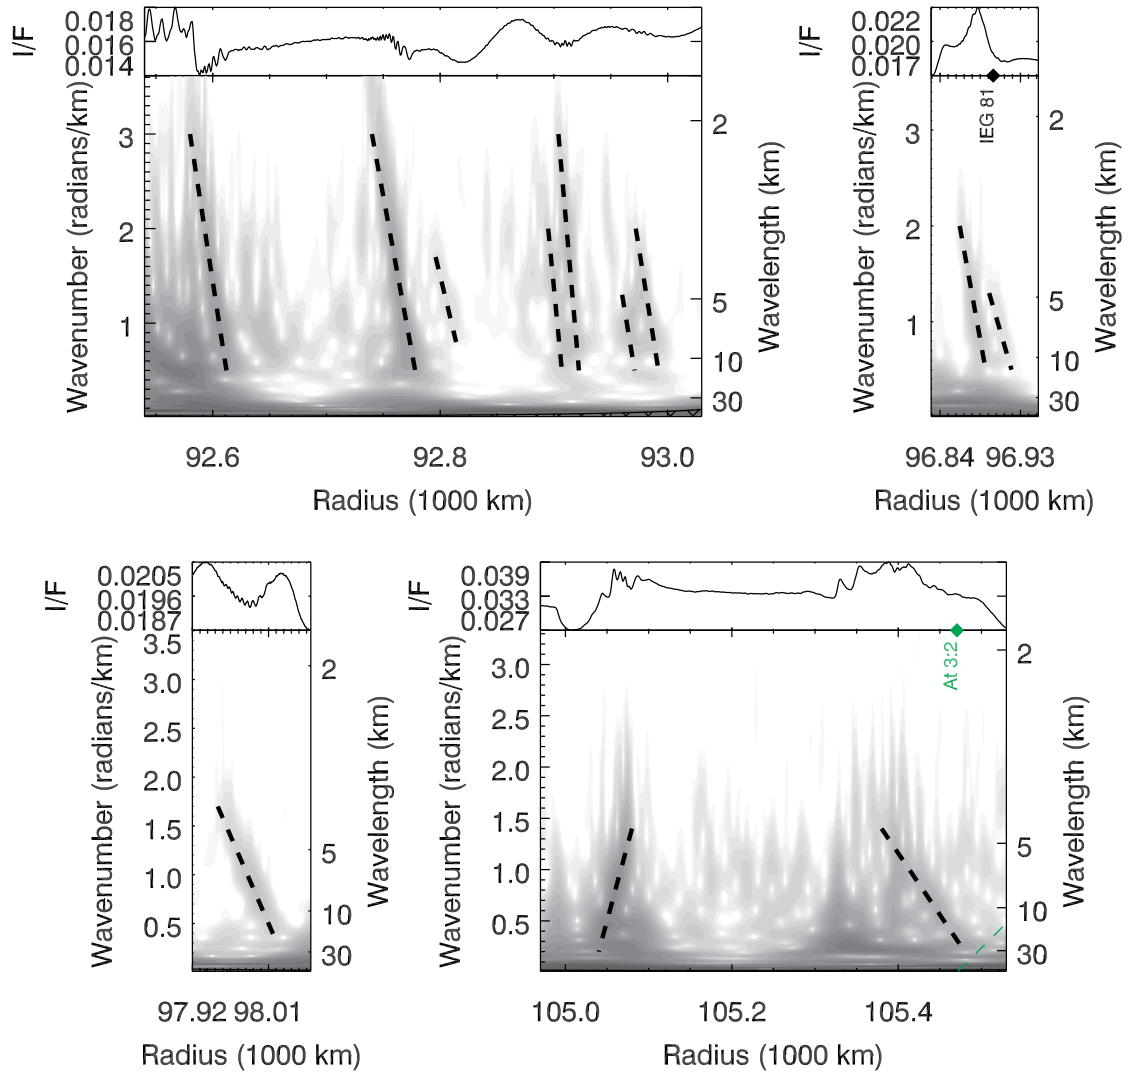 I/F
0.018
0.016
0.014
Wavenumber (radians/km)
3
2
1
2
5
10
30
Wavelength (km)
92.6 92.8 93.0
Radius (1000 km)
I/F
0.022
0.020
0.017
IEG 81
Wavenumber (radians/km)
3
2
1
2
5
10
30
Wavelength (km)
96.84 96.93
Radius (1000 km)
I/F
0.0205
0.0196
0.0187
Wavenumber (radians/km)
3.5
3.0
2.5
2.0
1.5
1.0
0.5
2
5
10
30
Wavelength (km)
97.92 98.01
Radius (1000 km)
I/F
0.039
0.033
0.027
At 3:2
Wavenumber (radians/km)
3.0
2.5
2.0
1.5
1.0
0.5
2
5
10
30
Wavelength (km)
105.0 105.2 105.4
Radius (1000 km)